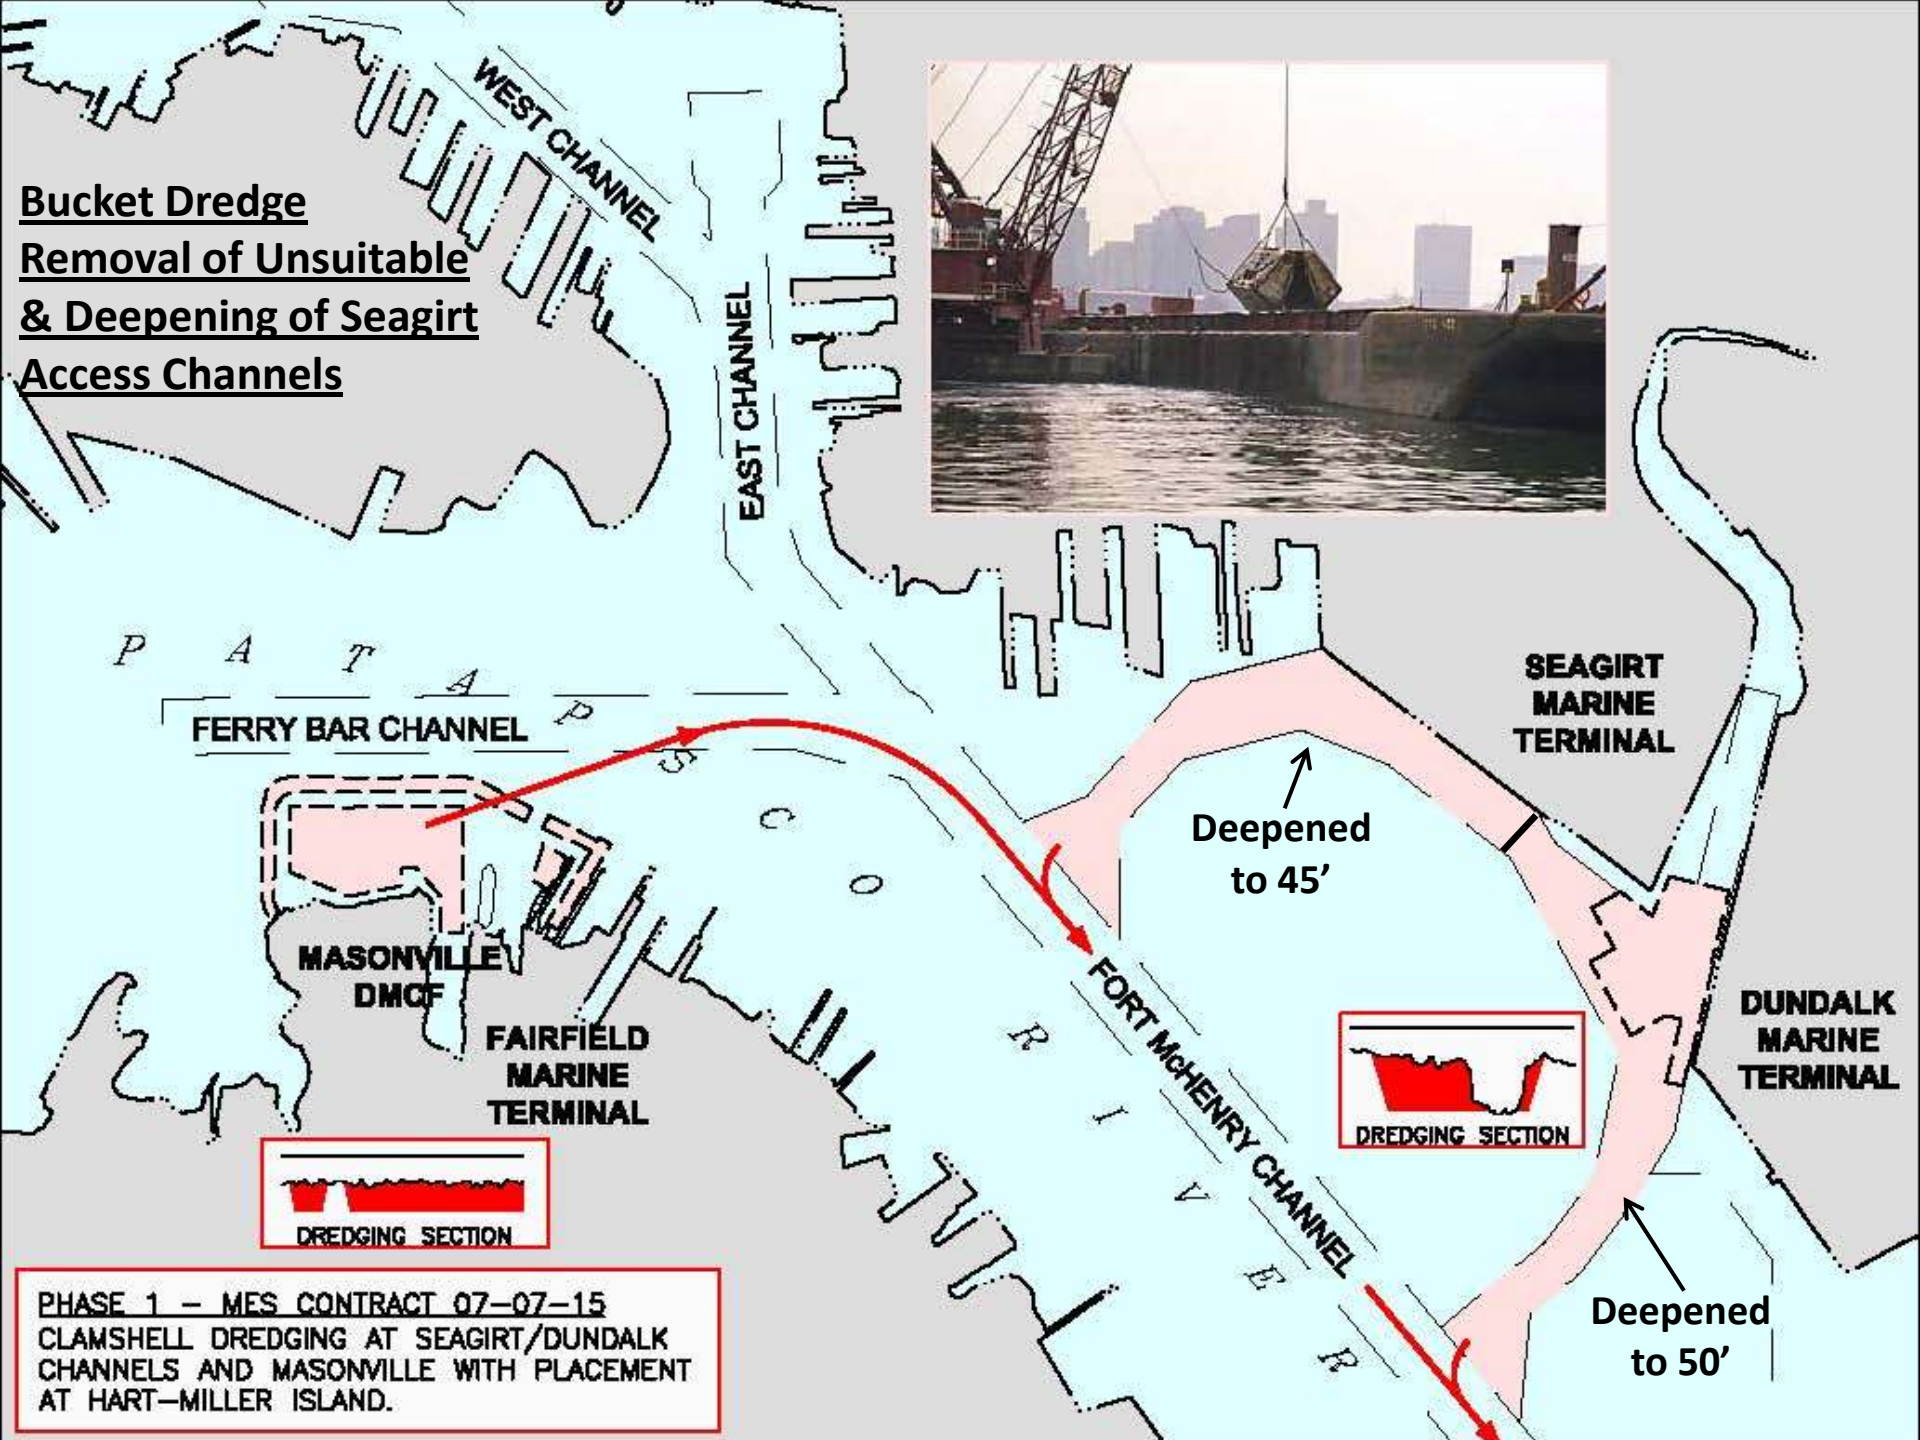 Bucket Dredge
Removal of Unsuitable
& Deepening of Seagirt
Access Channels
WEST CHANNEL
EAST CHANNEL
PATAPSCO
RIVER
FERRY BAR CHANNEL
SEAGIRT
MARINE
TERMINAL
Deepened
to 45’
MASONVILLE
DMCF
FAIRFIELD
MARINE
TERMINAL
FORT McHENRY CHANNEL
DUNDALK
MARINE
TERMINAL
DREDGING SECTION
DREDGING SECTION
Deepened
to 50’
PHASE 1 – MES CONTRACT 07–07–15
CLAMSHELL DREDGING AT SEAGIRT/DUNDALK
CHANNELS AND MASONVILLE WITH PLACEMENT
AT HART–MILLER ISLAND.